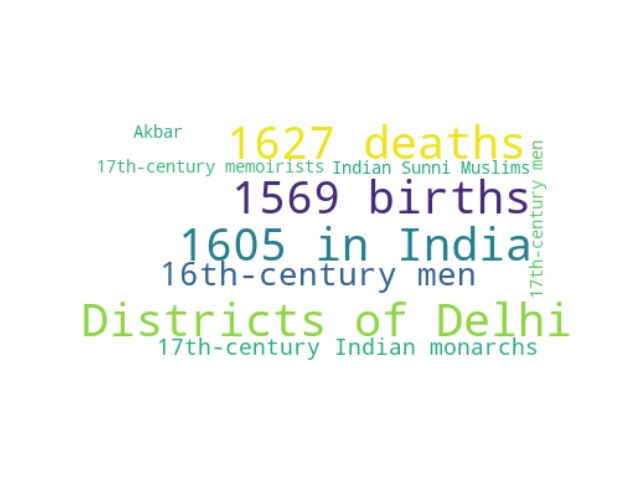 Akbar
1627 deaths
17th-century memoirists
Indian Sunni Muslims
1569 births
17th-century men
1605 in India
16th-century men
Districts of Delhi
17th-century Indian monarchs